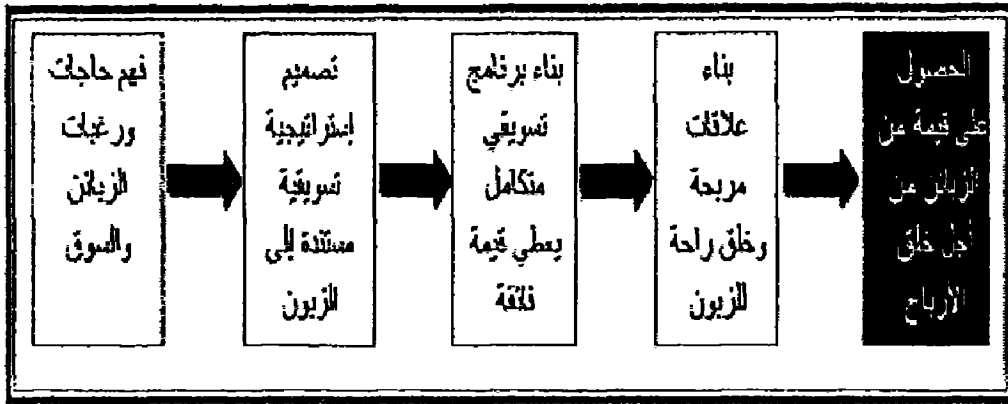 فهم حاجات
ورغبات
الزبائن
والسوق
تصميم
إستراتيجية
تسويقية
مستندة إلى
الزبون
بناء برنامج
تسويقي
متكامل
يعطي قيمة
فائقة
بناء
علاقات
مربحة
وخلق راحة
للزبون
الحصول
على قيمة من
الزبائن من
أجل خلق
الأرباح